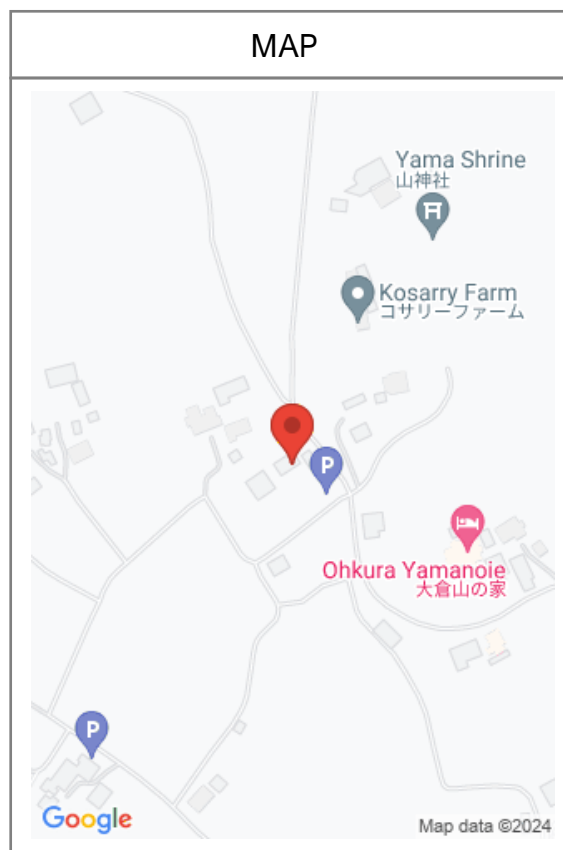 MAP
Yama Shrine
山神社
Kosarry Farm
コサリーファーム
P
Ohkura Yamanoie
大倉山の家
P
Google
Map data ©2024